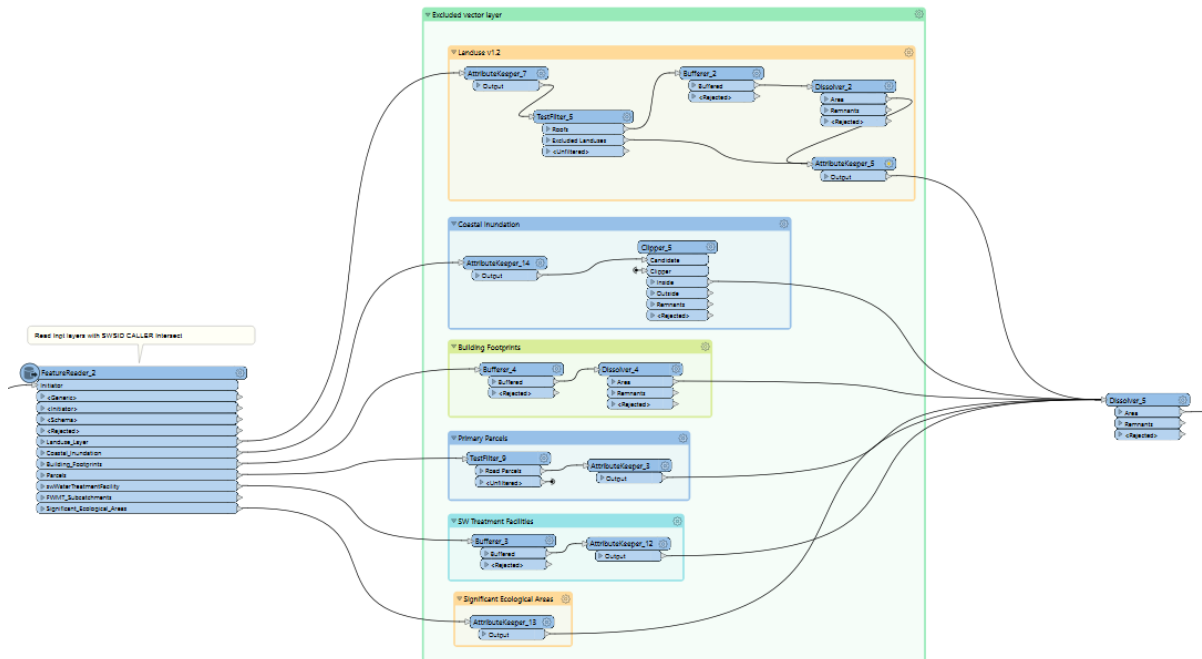 Excluded vector layer
Landuse v1.2
AttributeKeeper_7
Output
TestFilter_5
Roofs
Excluded Landuses
<Unfiltered>
Bufferer_2
Buffered
<Rejected>
Dissolver_2
Area
Remnants
<Rejected>
AttributeKeeper_5
Output
Coastal Inundation
AttributeKeeper_14
Output
Clipper_5
Candidate
Clipper
Inside
Outside
Remnants
<Rejected>
Read inpt layers with SWSID CALLER intersect
FeatureReader_2
Initiator
<Generic>
<Initiator>
<Schema>
<Rejected>
Landuse_Layer
Coastal_Inundation
Building_Footprints
Parcels
swWaterTreatmentFacility
FWMT_Subcatchments
Significant_Ecological_Areas
Building Footprints
Bufferer_4
Buffered
<Rejected>
Dissolver_4
Area
Remnants
<Rejected>
Primary Parcels
TestFilter_9
Road Parcels
<Unfiltered>
AttributeKeeper_3
Output
SW Treatment Facilities
Bufferer_3
Buffered
<Rejected>
AttributeKeeper_12
Output
Significant Ecological Areas
AttributeKeeper_13
Output
Dissolver_5
Area
Remnants
<Rejected>